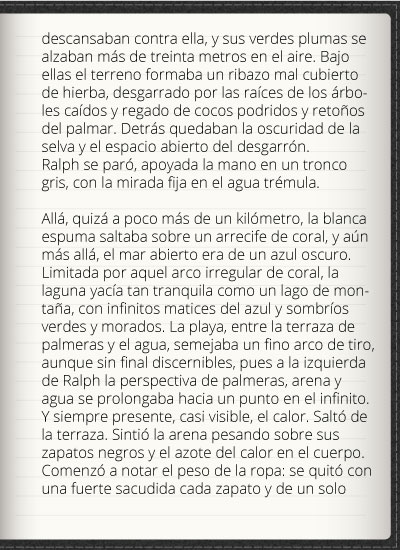 descansaban contra ella, y sus verdes plumas se
alzaban más de treinta metros en el aire. Bajo
ellas el terreno formaba un ribazo mal cubierto
de hierba, desgarrado por las raíces de los árbo-
les caídos y regado de cocos podridos y retoños
del palmar. Detrás quedaban la oscuridad de la
selva y el espacio abierto del desgarrón.
Ralph se paró, apoyada la mano en un tronco
gris, con la mirada fija en el agua trémula.

Allá, quizá a poco más de un kilómetro, la blanca
espuma saltaba sobre un arrecife de coral, y aún
más allá, el mar abierto era de un azul oscuro.
Limitada por aquel arco irregular de coral, la
laguna yacía tan tranquila como un lago de mon-
taña, con infinitos matices del azul y sombríos
verdes y morados. La playa, entre la terraza de
palmeras y el agua, semejaba un fino arco de tiro,
aunque sin final discernibles, pues a la izquierda
de Ralph la perspectiva de palmeras, arena y
agua se prolongaba hacia un punto en el infinito.
Y siempre presente, casi visible, el calor. Saltó de
la terraza. Sintió la arena pesando sobre sus
zapatos negros y el azote del calor en el cuerpo.
Comenzó a notar el peso de la ropa: se quitó con
una fuerte sacudida cada zapato y de un solo